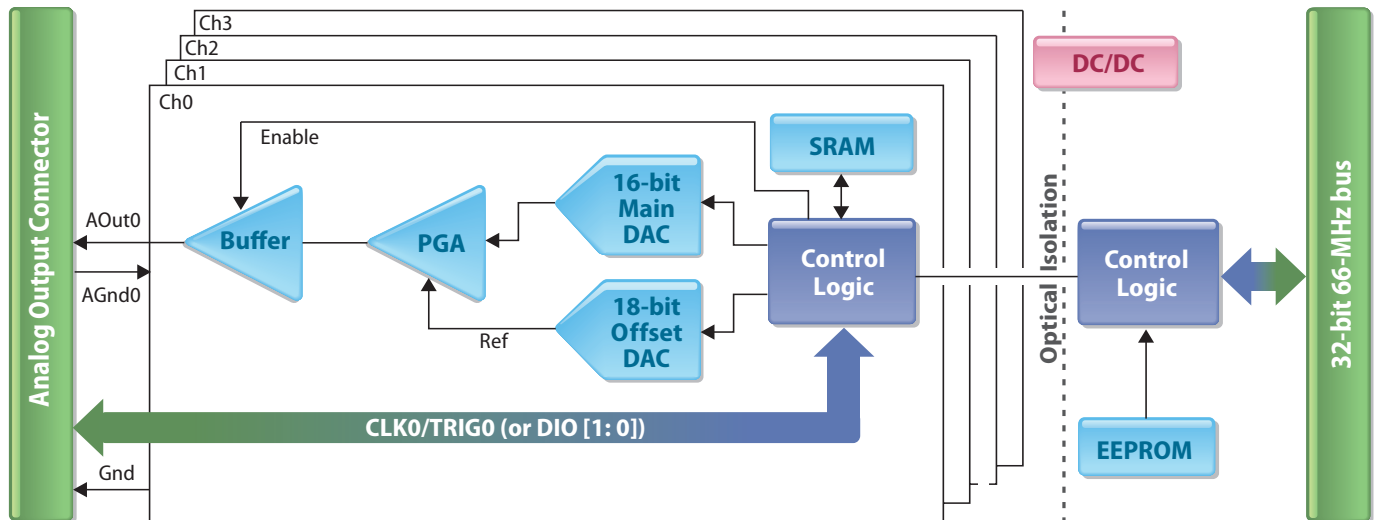 Ch3
Ch2
Ch1
Ch0
DC/DC
Enable
SRAM
16-bit
Main
DAC
Analog Output Connector
AOut0
Buffer
PGA
Control
Logic
Optical Isolation
Control
Logic
32-bit 66-MHz bus
AGnd0
18-bit
Offset
DAC
Ref
CLK0/TRIG0 (or DIO [1: 0])
EEPROM
Gnd